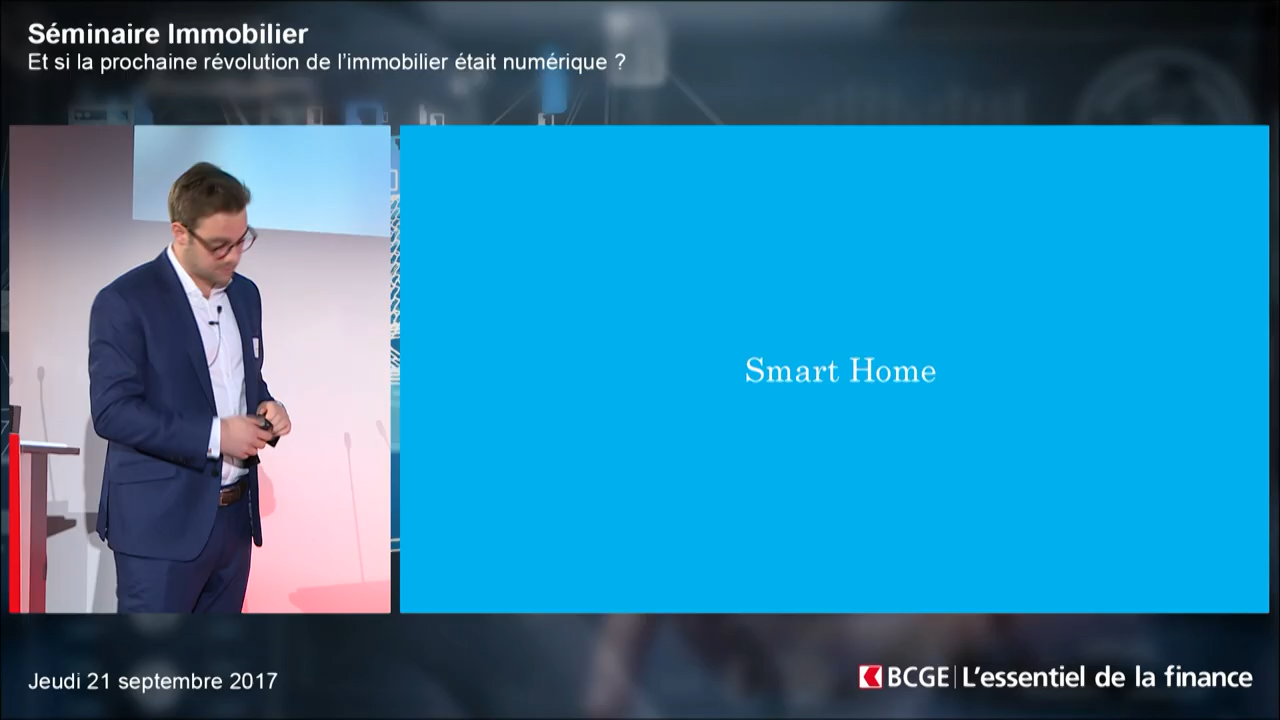 Séminaire Immobilier
Et si la prochaine révolution de l'immobilier était numérique ?
Smart Home
Jeudi 21 septembre 2017
BCGE L'essentiel de la finance